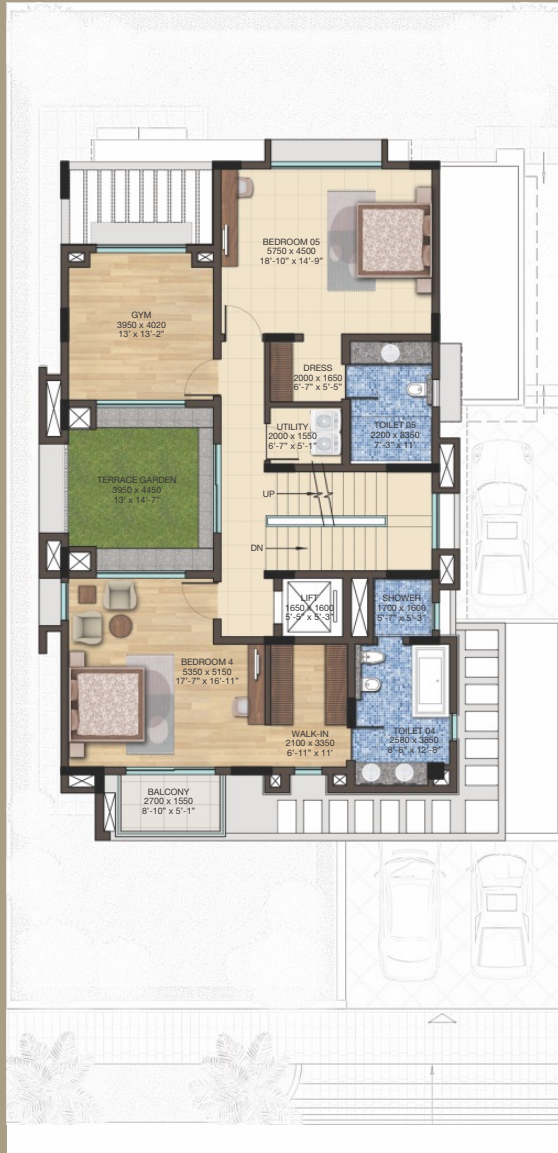 BEDROOM 05
5750 x 4500
18'-10" x 14'-9"
GYM
3950 x 4020
13' x 13'-2"
DRESS
2000 x 1650
6'-7" x 5'-5"
UTILITY
2000 x 1550
6'-7" x 5'-1"
TOILET 05
2200 x 3350
7'-3" x 11'
TERRACE GARDEN
3950 x 4450
13' x 14'-7"
UP
DN
LIFT
1650 X 1600
5'-5" x 5'-3"
SHOWER
1700 x 1600
5'-7" x 5'-3"
BEDROOM 4
5350 x 5150
17'-7" x 16'-11"
WALK-IN
2100 x 3350
6'-11" x 11'
TOILET 04
2580 x 3850
8'-6" x 12'-8"
BALCONY
2700 x 1550
8'-10" x 5'-1"